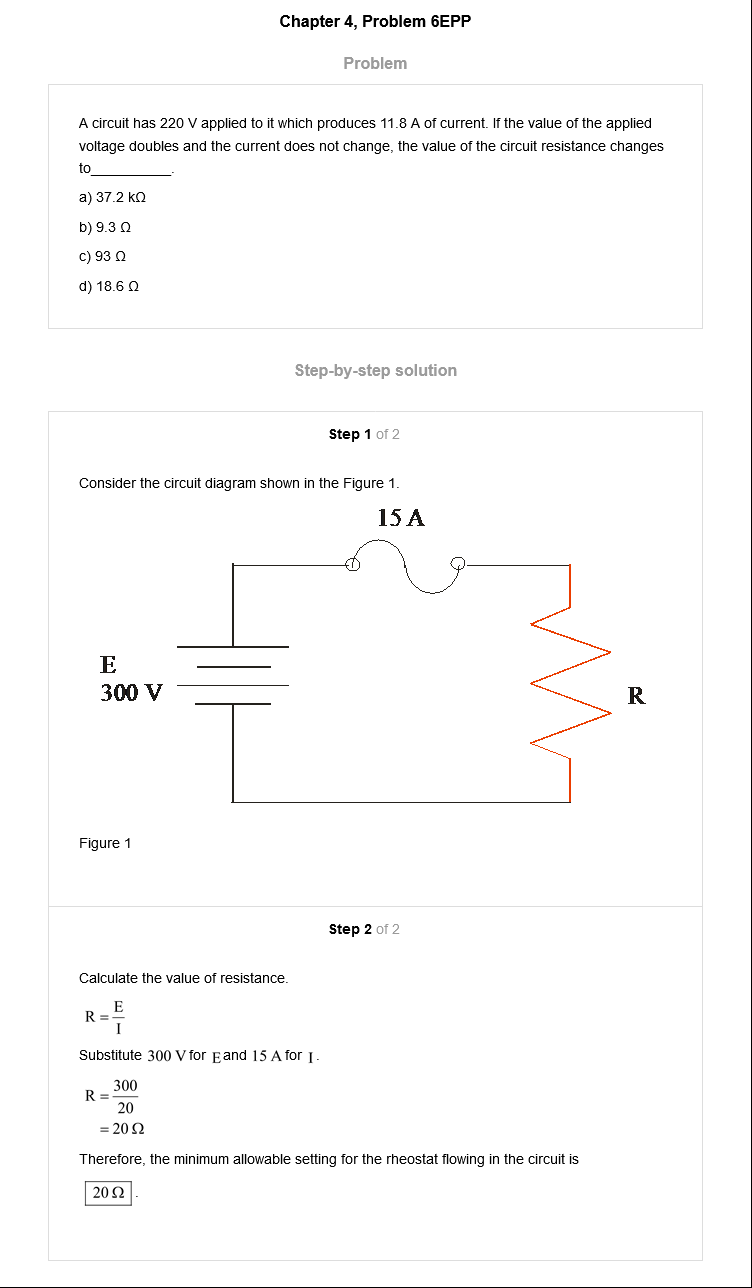 Chapter 4, Problem 6EPP
Problem
A circuit has 220 V applied to it which produces 11.8 A of current. If the value of the applied
voltage doubles and the current does not change, the value of the circuit resistance changes
to__________.
a) 37.2 kΩ
b) 9.3 Ω
c) 93 Ω
d) 18.6 Ω
Step-by-step solution
Step 1 of 2
Consider the circuit diagram shown in the Figure 1.
15 A
E
300 V
R
Figure 1
Step 2 of 2
Calculate the value of resistance.
R = E/I
Substitute 300 V for E and 15 A for I.
R = 300/20
= 20 Ω
Therefore, the minimum allowable setting for the rheostat flowing in the circuit is
20 Ω.